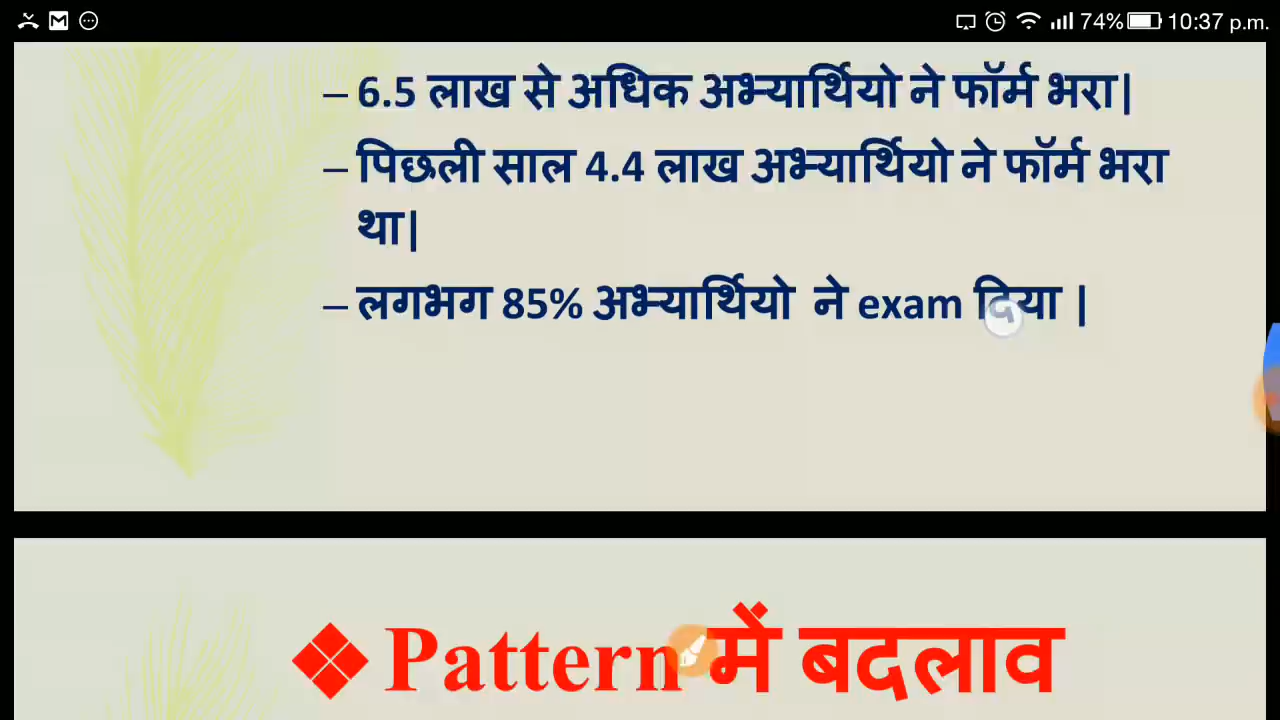 74% 10:37 p.m.
– 6.5 लाख से अधिक अभ्यार्थियो ने फॉर्म भरा|
– पिछली साल 4.4 लाख अभ्यार्थियो ने फॉर्म भरा
था|
– लगभग 85% अभ्यार्थियो ने exam दिया |
❖ Pattern में बदलाव